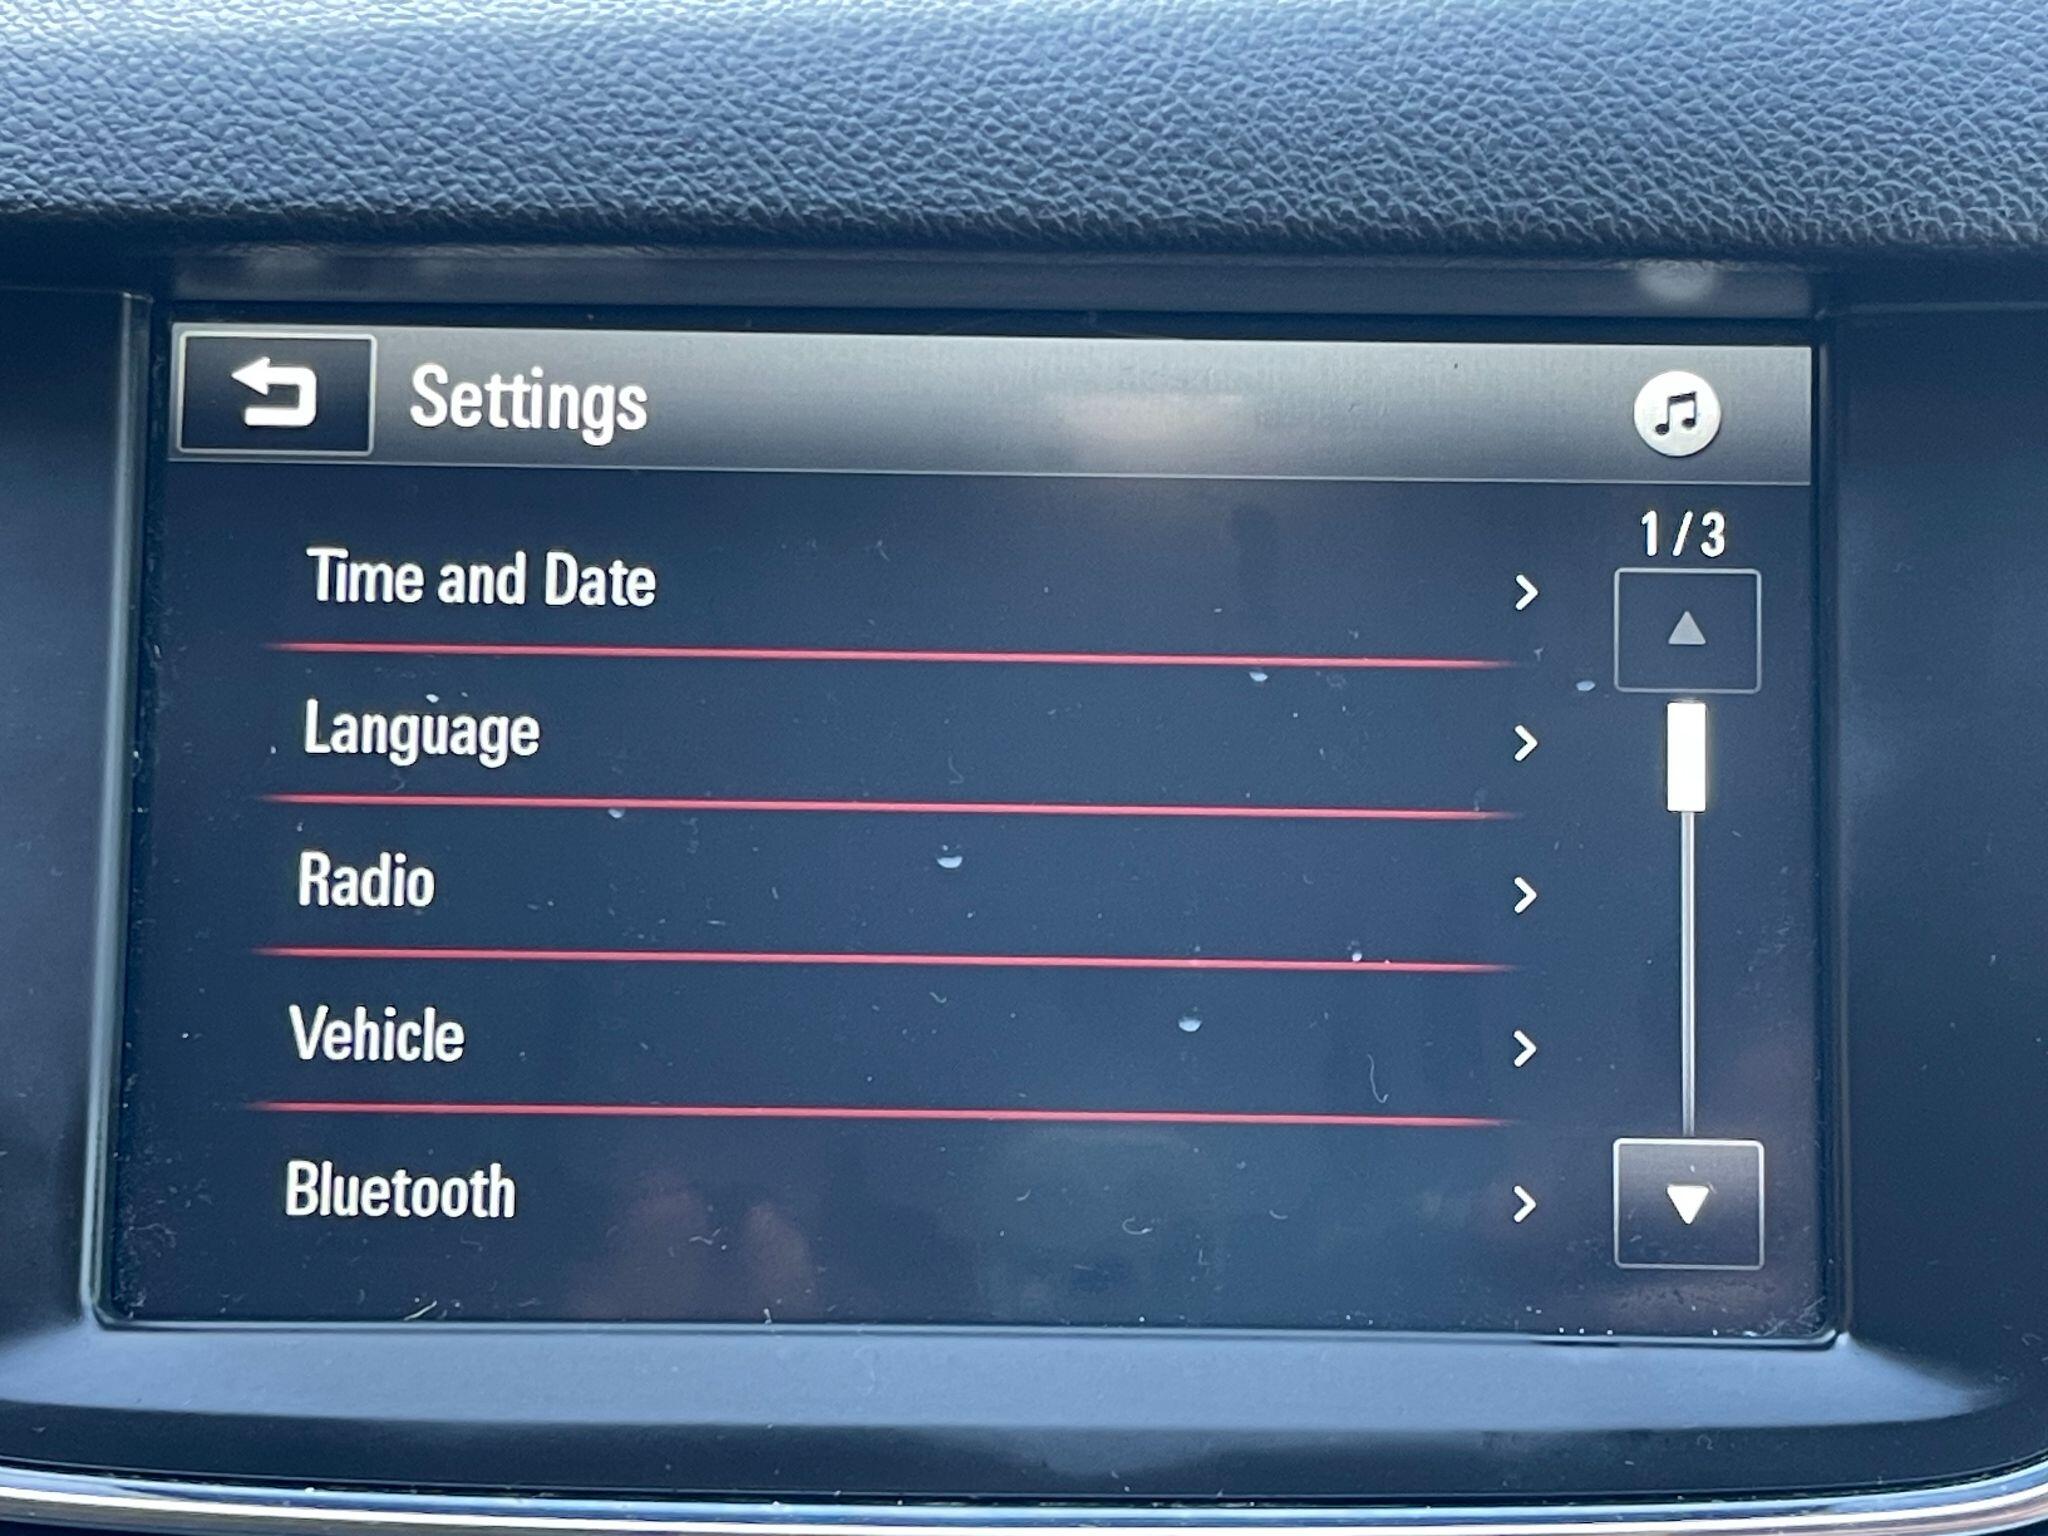 Settings
1/3
Time and Date
Language
Radio
Vehicle
Bluetooth